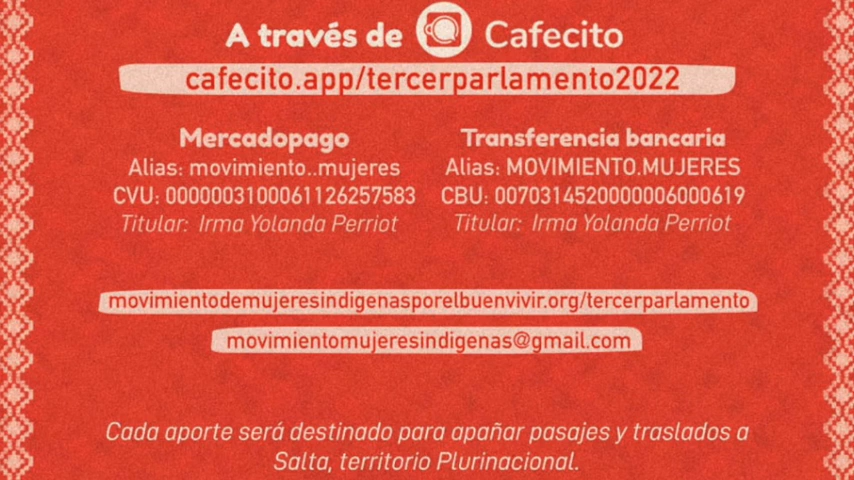 A través de Cafecito
cafecito.app/tercerparlamento2022
Mercadopago
Alias: movimiento..mujeres
CVU: 0000003100061126257583
Titular: Irma Yolanda Perriot
Transferencia bancaria
Alias: MOVIMIENTO.MUJERES
CBU: 0070314520000006000619
Titular: Irma Yolanda Perriot
movimientodemujeresindigenasporelbuenvivir.org/tercerparlamento
movimientomujeresindigenas@gmail.com
Cada aporte será destinado para apañar pasajes y traslados a
Salta, territorio Plurinacional.